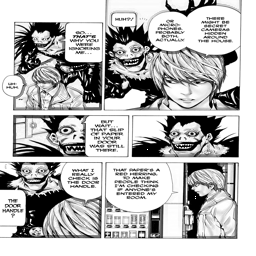 THERE
MIGHT BE
SECRET
CAMERAS
HIDDEN
AROUND
THE HOUSE.
OR
MICRO-
PHONES.
PROBABLY
BOTH,
ACTUALLY.
HUH?!
SO...
THAT'S
WHY YOU
WERE
IGNORING
ME...
UH-
HUH.
BUT
WAIT...
THAT SLIP
OF PAPER
IN YOUR
DOOR
WAS STILL
THERE.
THAT PAPER'S A
RED HERRING,
TO MAKE
PEOPLE THINK
I'M CHECKING
IF ANYONE'S
ENTERED MY
ROOM.
WHAT I
REALLY
CHECK IS
THE DOOR
HANDLE.
THE
DOOR
HANDLE
?